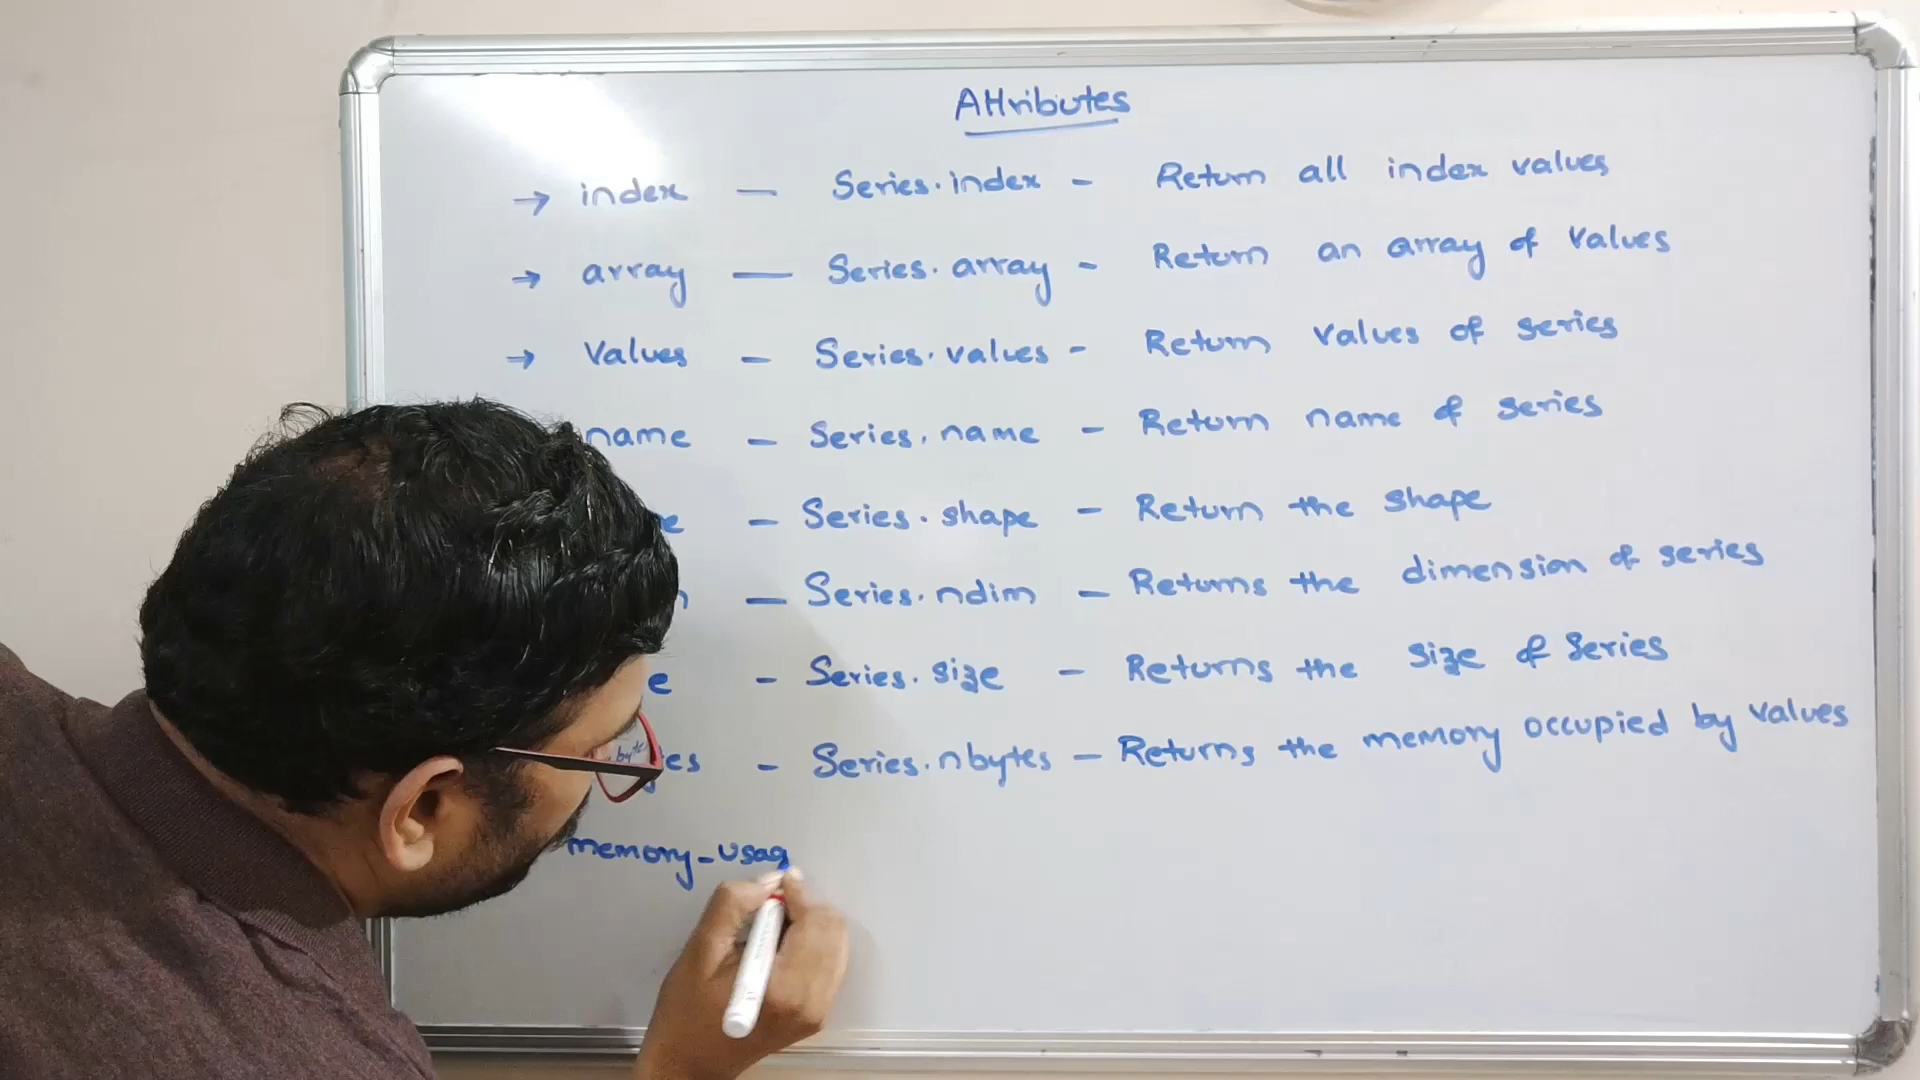 Attributes
→ index — Series.index - Return all index values
→ array — Series.array - Return an array of values
→ Values - Series.values - Return values of series
name - Series.name - Return name of series
e - Series.shape - Return the shape
- Series.ndim - Returns the dimension of series
e - Series.size - Returns the size of series
es - Series.nbytes - Returns the memory occupied by values
memory-usag